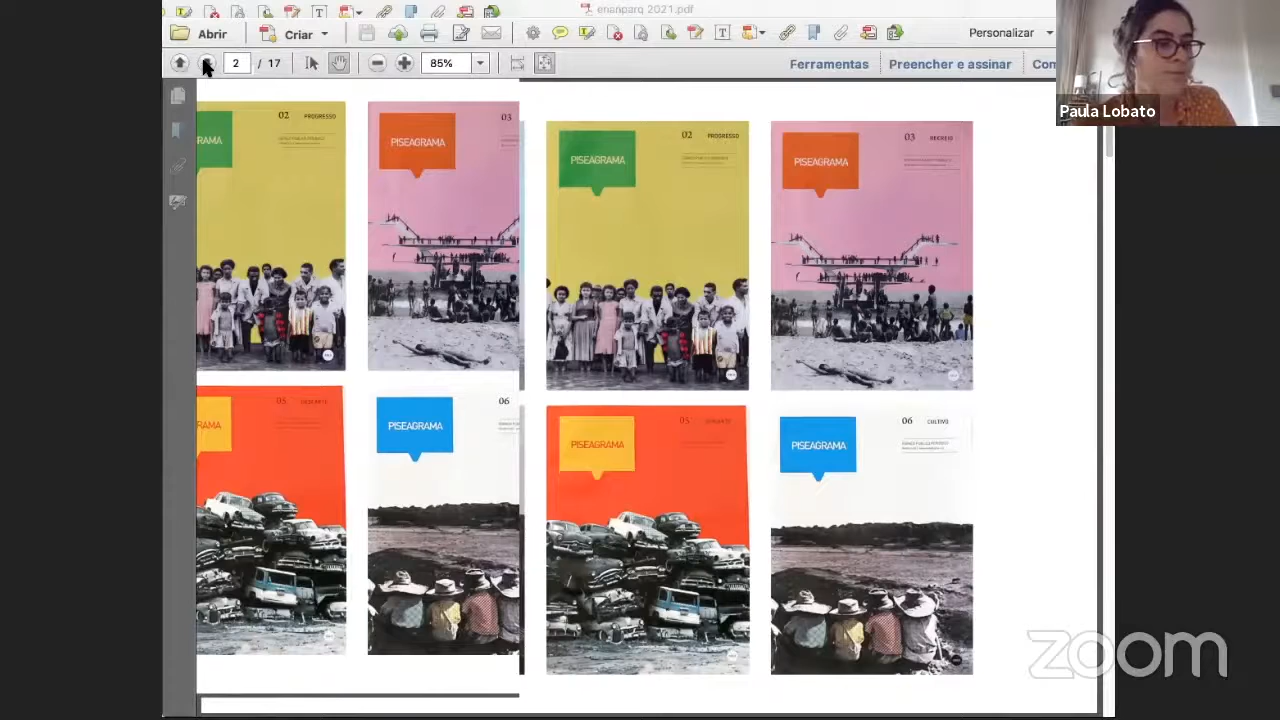 enanparq 2021.pdf
Abrir
Criar
Personalizar
2 / 17
85%
Ferramentas
Preencher e assinar
Com
Paula Lobato
RAMA
02 PROGRESSO
PISEAGRAMA
03
PISEAGRAMA
02 PROGRESSO
PISEAGRAMA
03 RECREIO
RAMA
05
PISEAGRAMA
06
PISEAGRAMA
05
PISEAGRAMA
06 CULTIVO
zoom